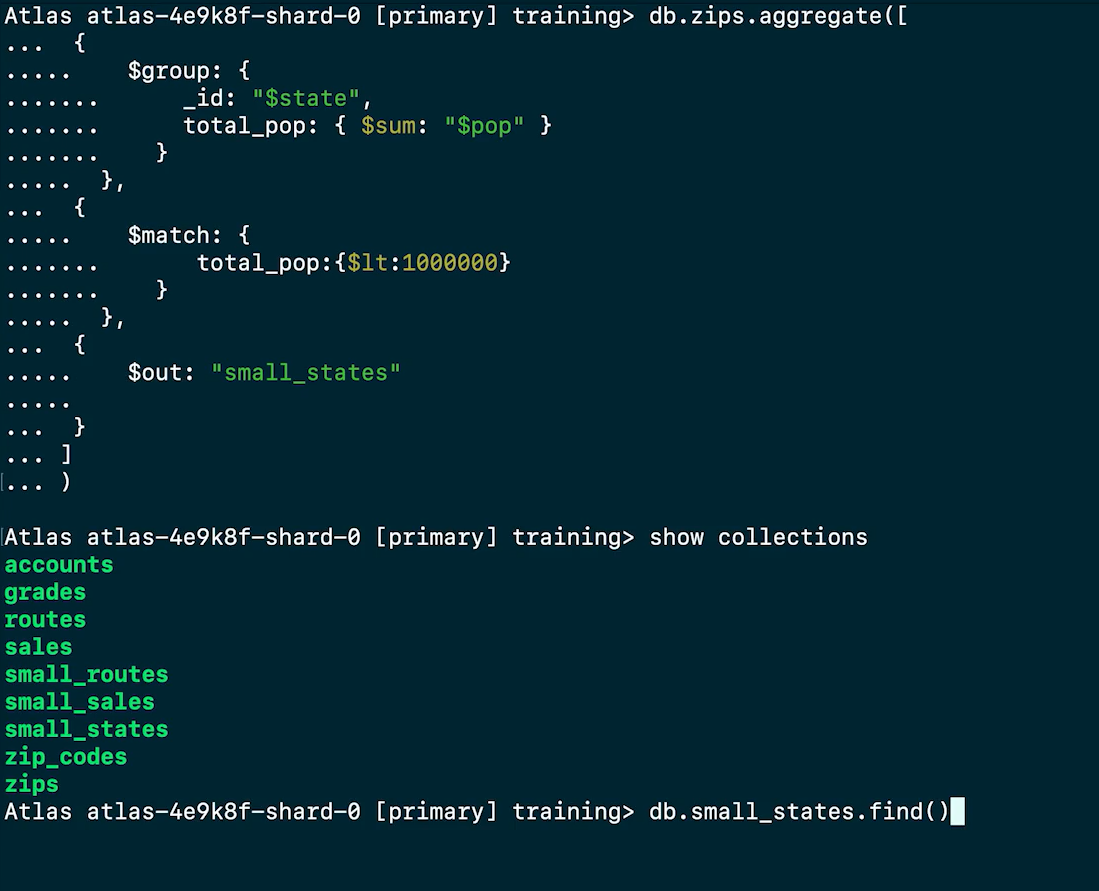 Atlas atlas-4e9k8f-shard-0 [primary] training> db.zips.aggregate([
...  {
.....    $group: {
.......      _id: "$state",
.......      total_pop: { $sum: "$pop" }
.......    }
.....  },
...  {
.....    $match: {
.......       total_pop:{$lt:1000000}
.......    }
.....  },
...  {
.....    $out: "small_states"
.....
...  }
... ]
... )
Atlas atlas-4e9k8f-shard-0 [primary] training> show collections
accounts
grades
routes
sales
small_routes
small_sales
small_states
zip_codes
zips
Atlas atlas-4e9k8f-shard-0 [primary] training> db.small_states.find()